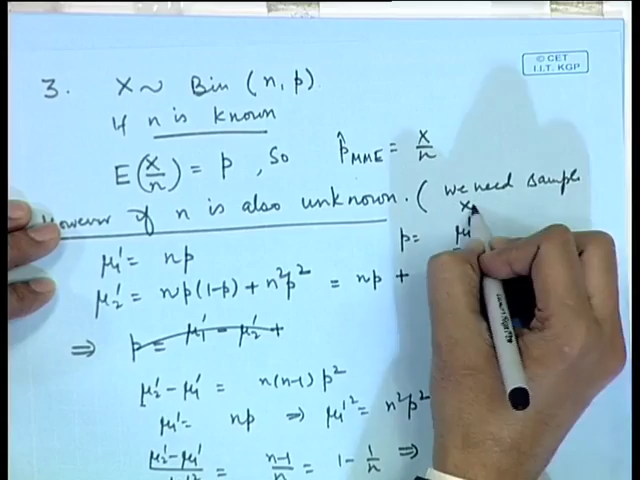 © CET
I.I.T. KGP
3. X ~ Bin (n, p)
If n is known
E(X/n) = p , So p̂MME = X/n
However if n is also unknown. ( we need sample
X
p = μ1'
μ1' = np
μ2' = np(1-p) + n²p² = np +
⇒ p = μ1' - μ2' +
μ2' - μ1' = n(n-1) p²
μ1' = np ⇒ μ1'² = n²p²
μ2' - μ1' / = n-1/n = 1 - 1/n ⇒